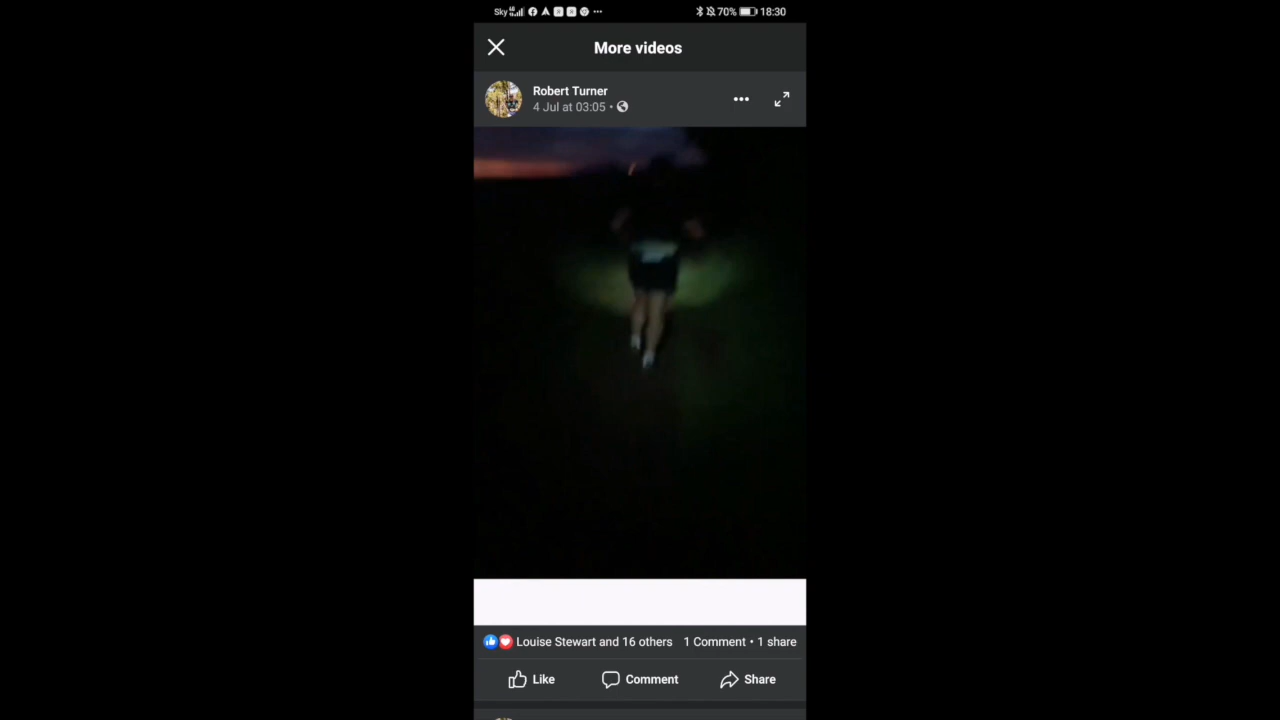 Sky 70% 18:30
More videos
Robert Turner
4 Jul at 03:05 •
Louise Stewart and 16 others 1 Comment • 1 share
Like Comment Share